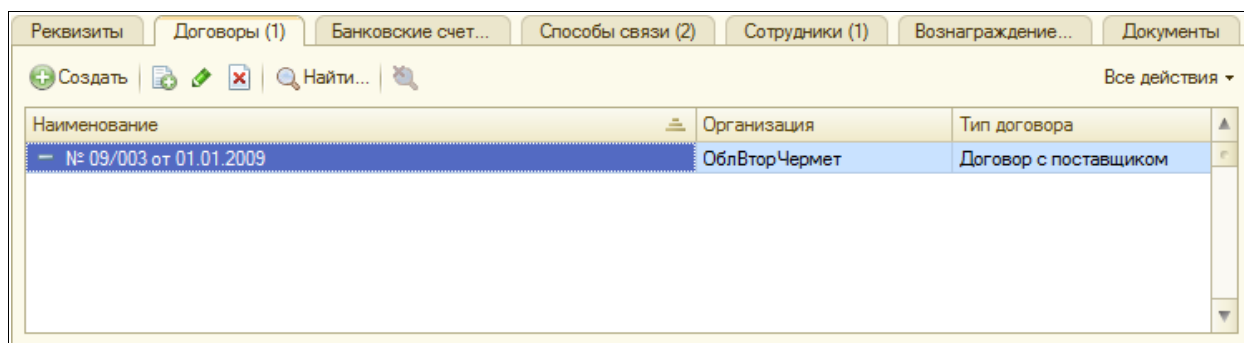 Реквизиты Договоры (1) Банковские счет... Способы связи (2) Сотрудники (1) Вознаграждение... Документы
Создать Найти... Все действия
Наименование Организация Тип договора
№ 09/003 от 01.01.2009 ОблВторЧермет Договор с поставщиком